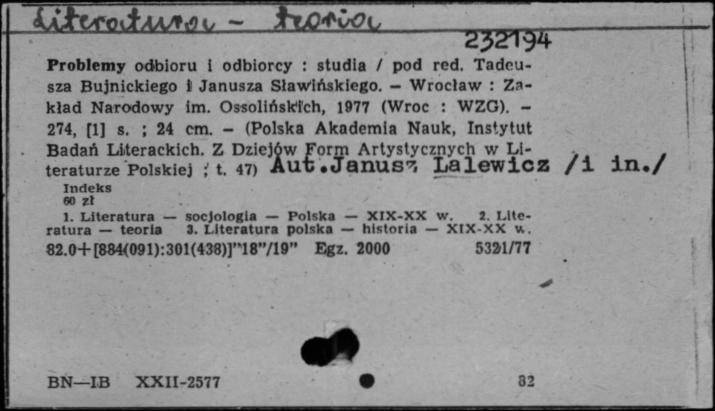 Literatura - teoria
232194
Problemy odbioru i odbiorcy : studia / pod red. Tadeu-
sza Bujnickiego i Janusza Sławińskiego. — Wrocław : Za-
kład Narodowy im. Ossolińskich, 1977 (Wroc : WZG). —
274, [1] s. ; 24 cm. — (Polska Akademia Nauk, Instytut
Badań Literackich. Z Dziejów Form Artystycznych w Li-
teraturze Polskiej ; t. 47) Aut.Janusz Lalewicz /i in./
Indeks
60 zł
1. Literatura — socjologia — Polska — XIX-XX w. 2. Lite-
ratura — teoria 3. Literatura polska — historia — XIX-XX w.
82.0+[884(091):301(438)]"18"/19" Egz. 2000 5321/77
BN—IB XXII-2577 82